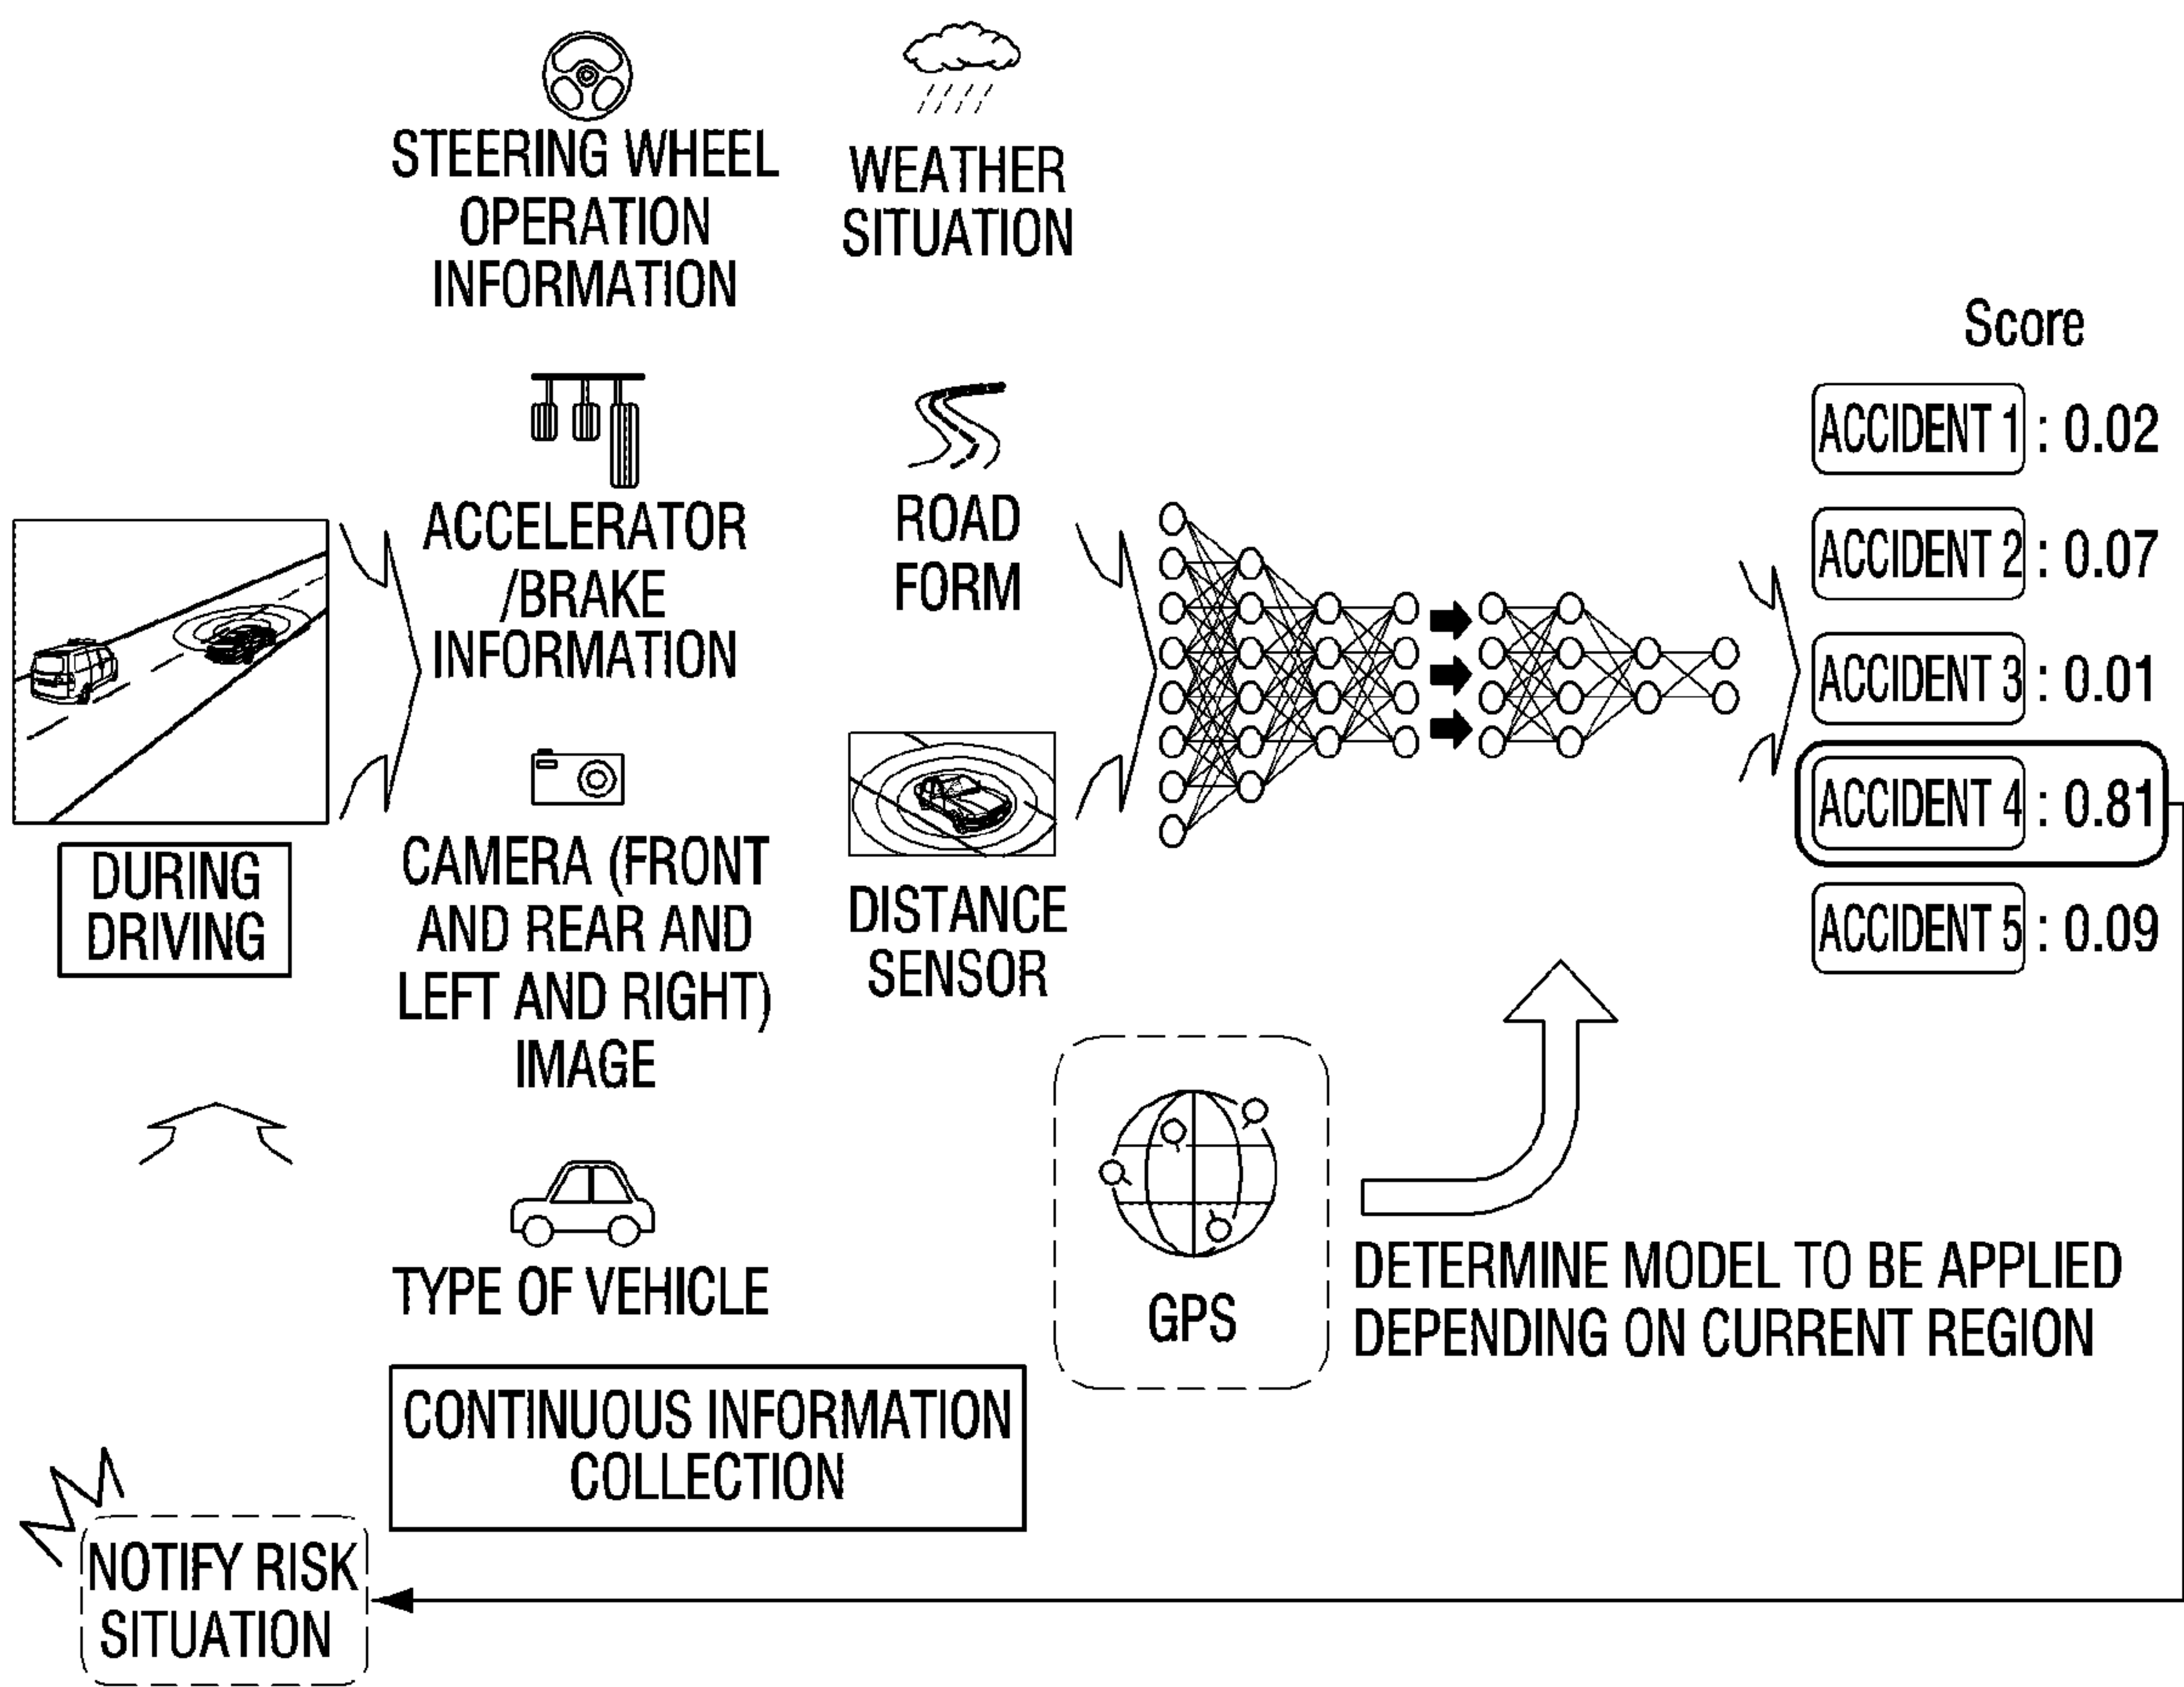 STEERING WHEEL
OPERATION
INFORMATION
WEATHER
SITUATION
ACCELERATOR
/BRAKE
INFORMATION
ROAD
FORM
CAMERA (FRONT
AND REAR AND
LEFT AND RIGHT)
IMAGE
DISTANCE
SENSOR
TYPE OF VEHICLE
CONTINUOUS INFORMATION
COLLECTION
DURING
DRIVING
Score
ACCIDENT 1 : 0.02
ACCIDENT 2 : 0.07
ACCIDENT 3 : 0.01
ACCIDENT 4 : 0.81
ACCIDENT 5 : 0.09
GPS
DETERMINE MODEL TO BE APPLIED
DEPENDING ON CURRENT REGION
NOTIFY RISK
SITUATION